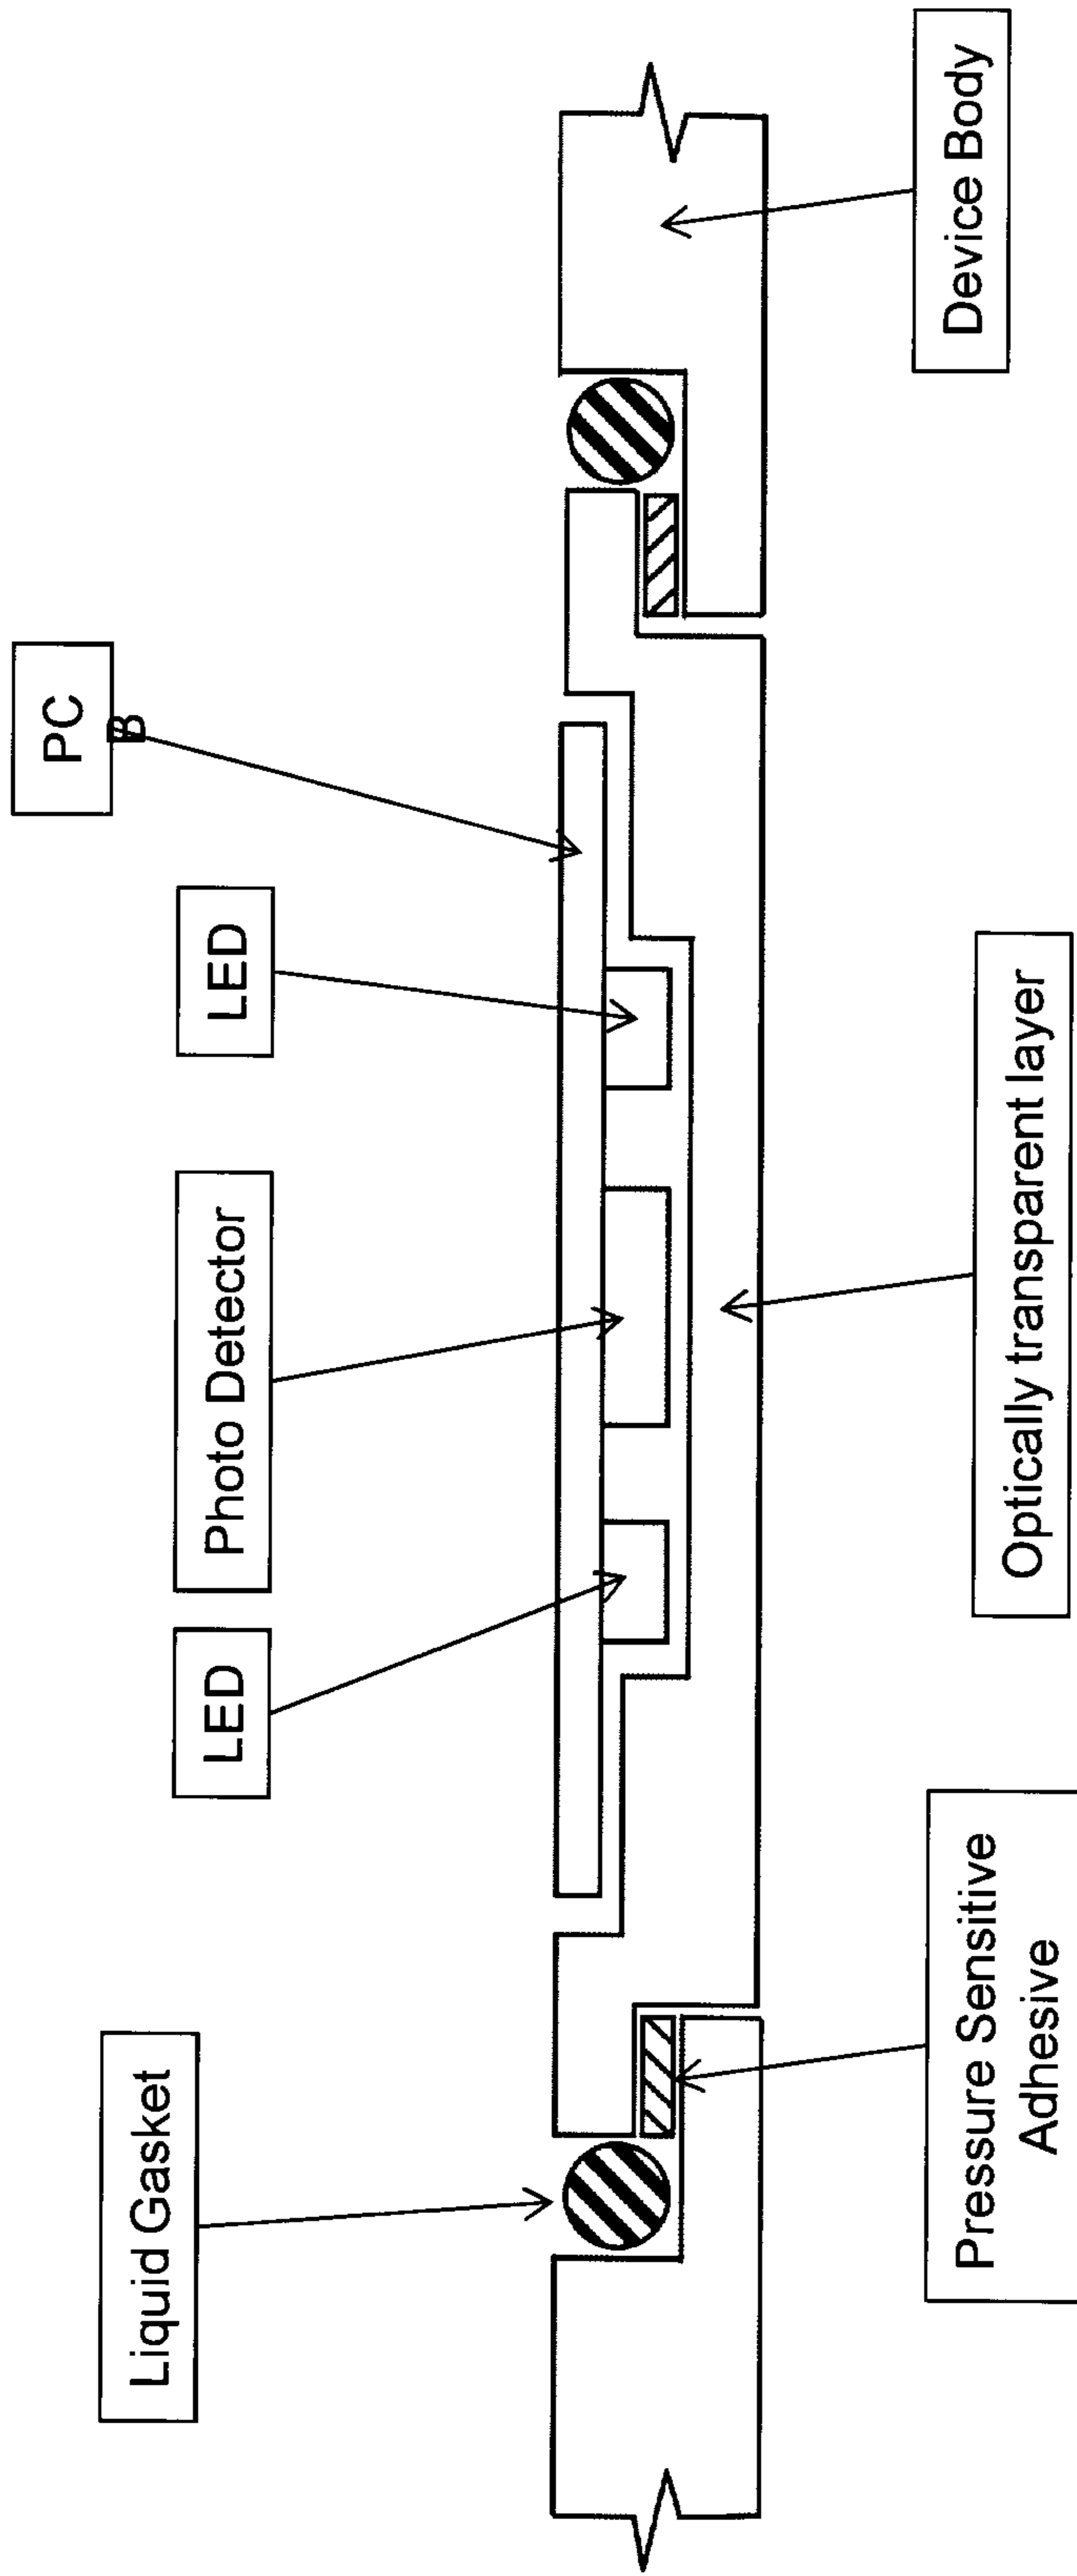 Liquid Gasket
LED
Photo Detector
LED
PC
B
Pressure Sensitive
Adhesive
Optically transparent layer
Device Body